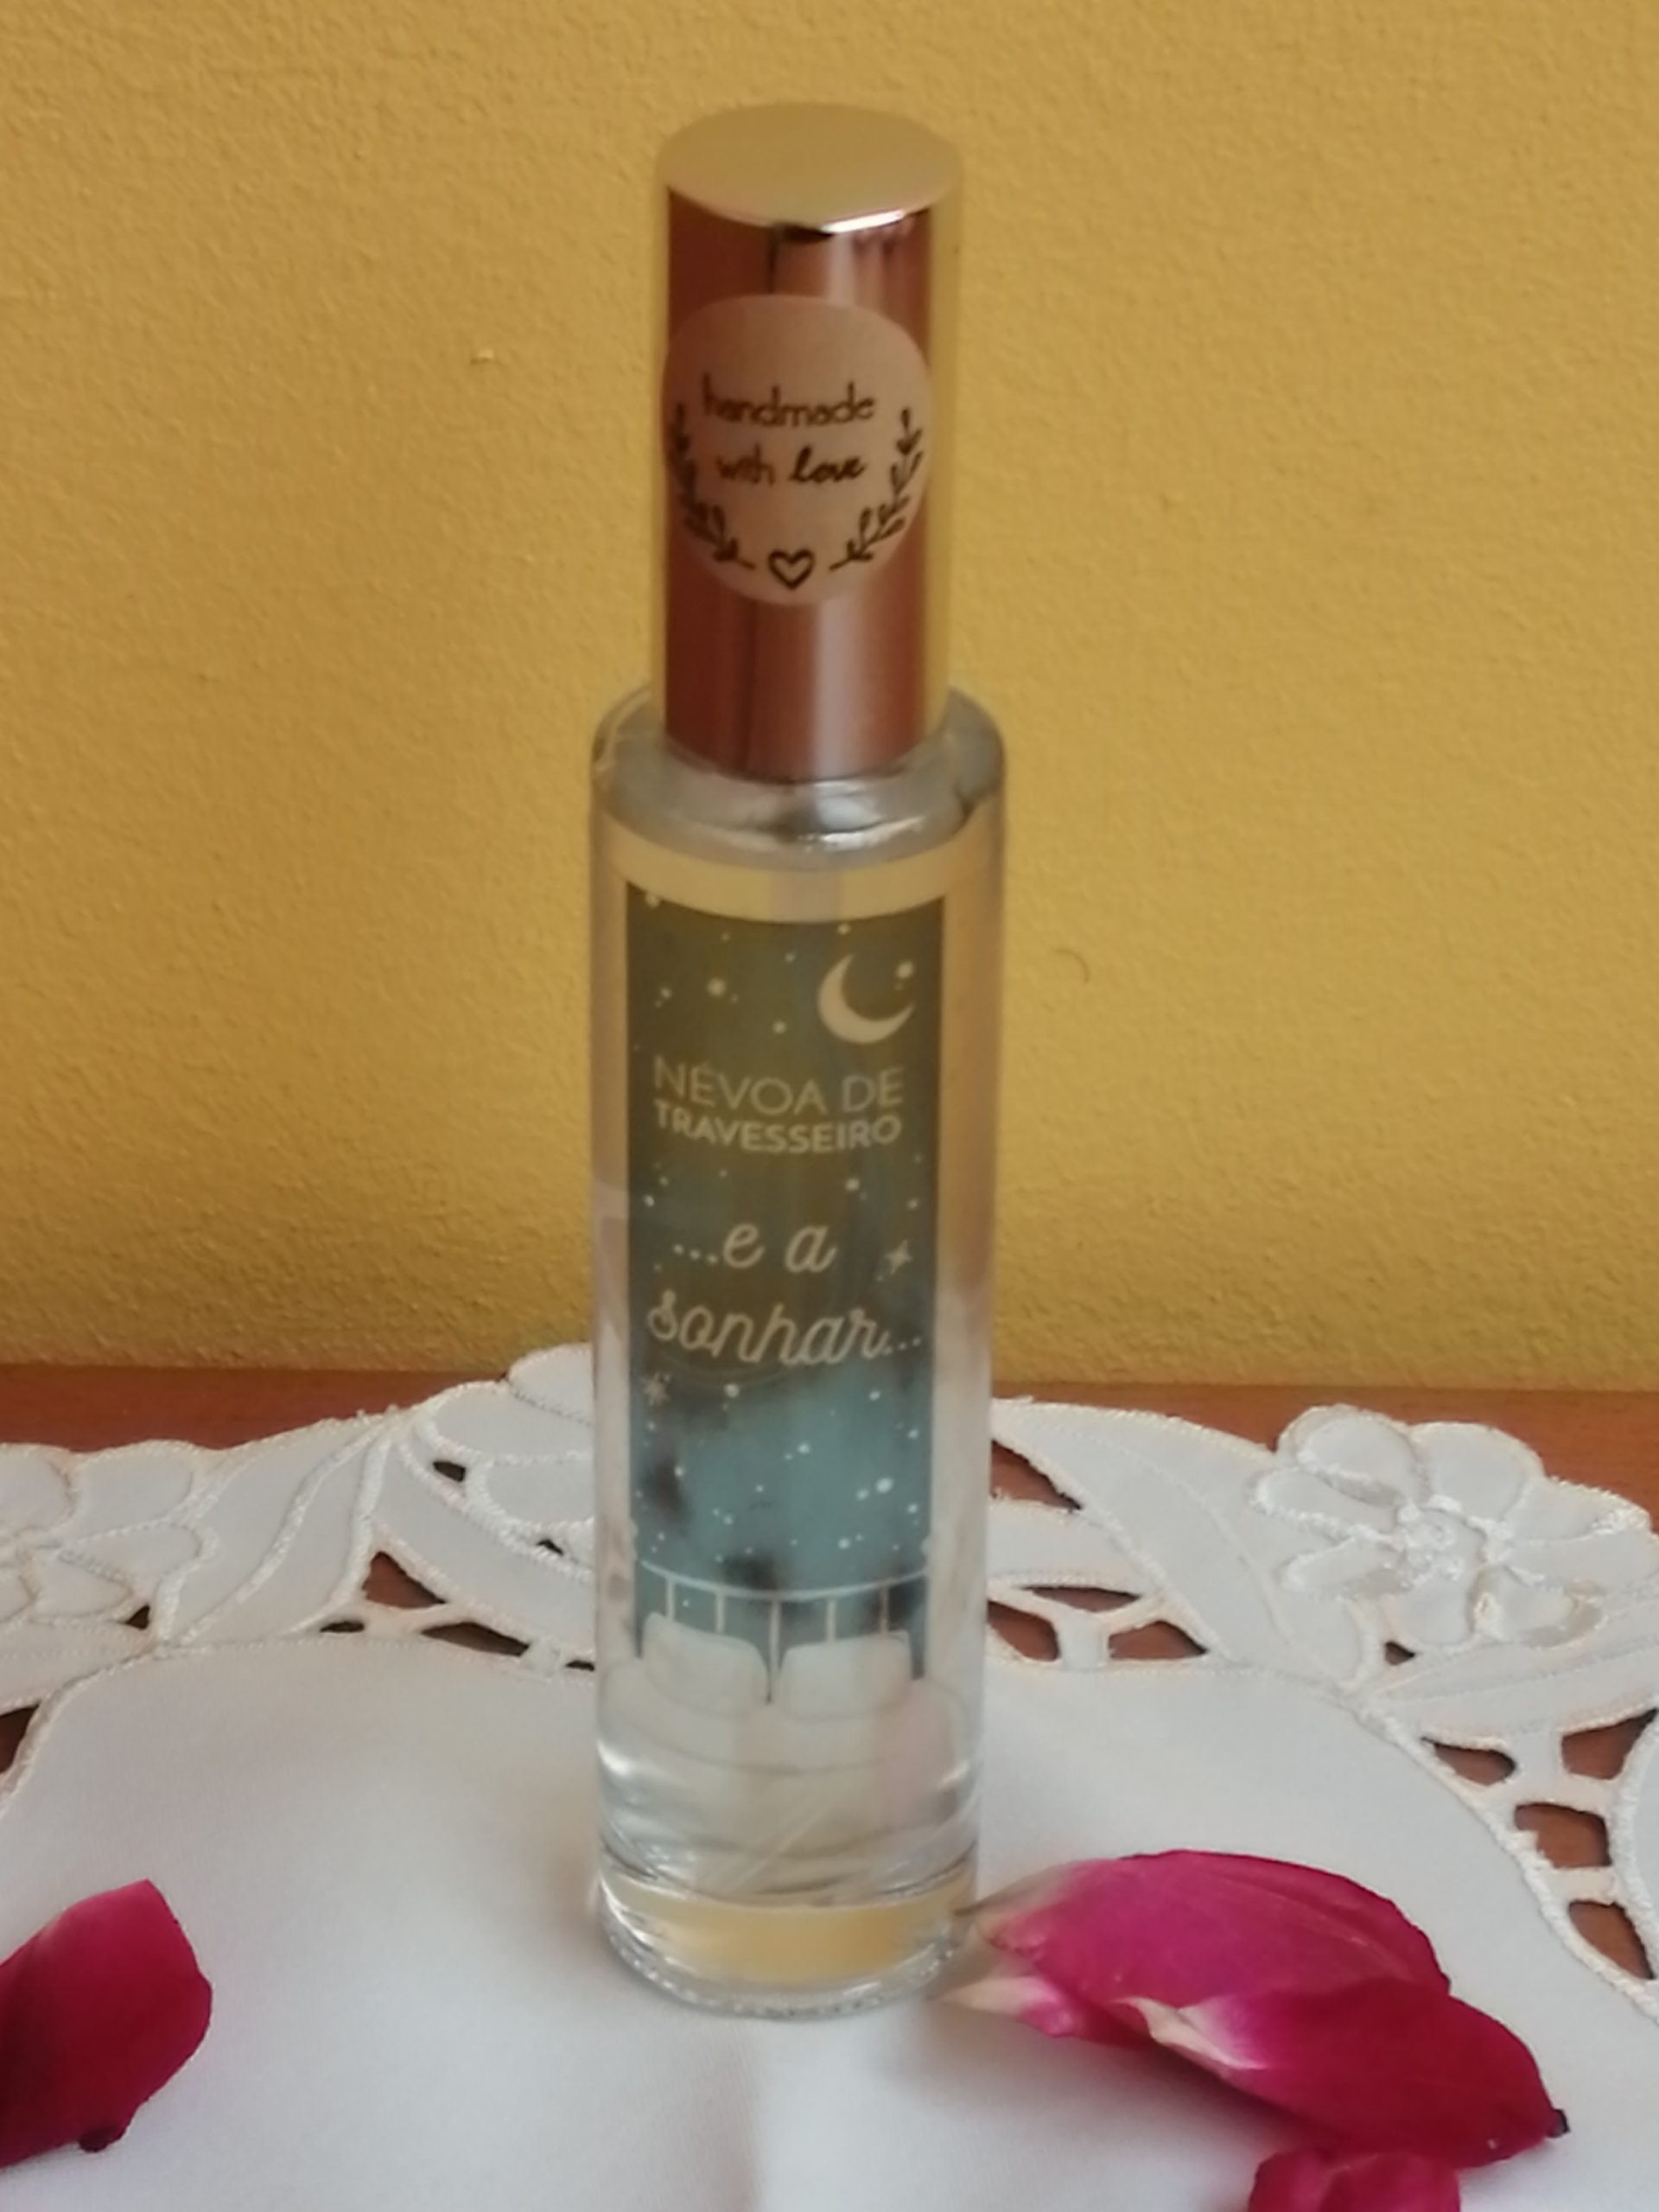 handmade
with love
NÉVOA DE
TRAVESSEIRO
...e a
sonhar...